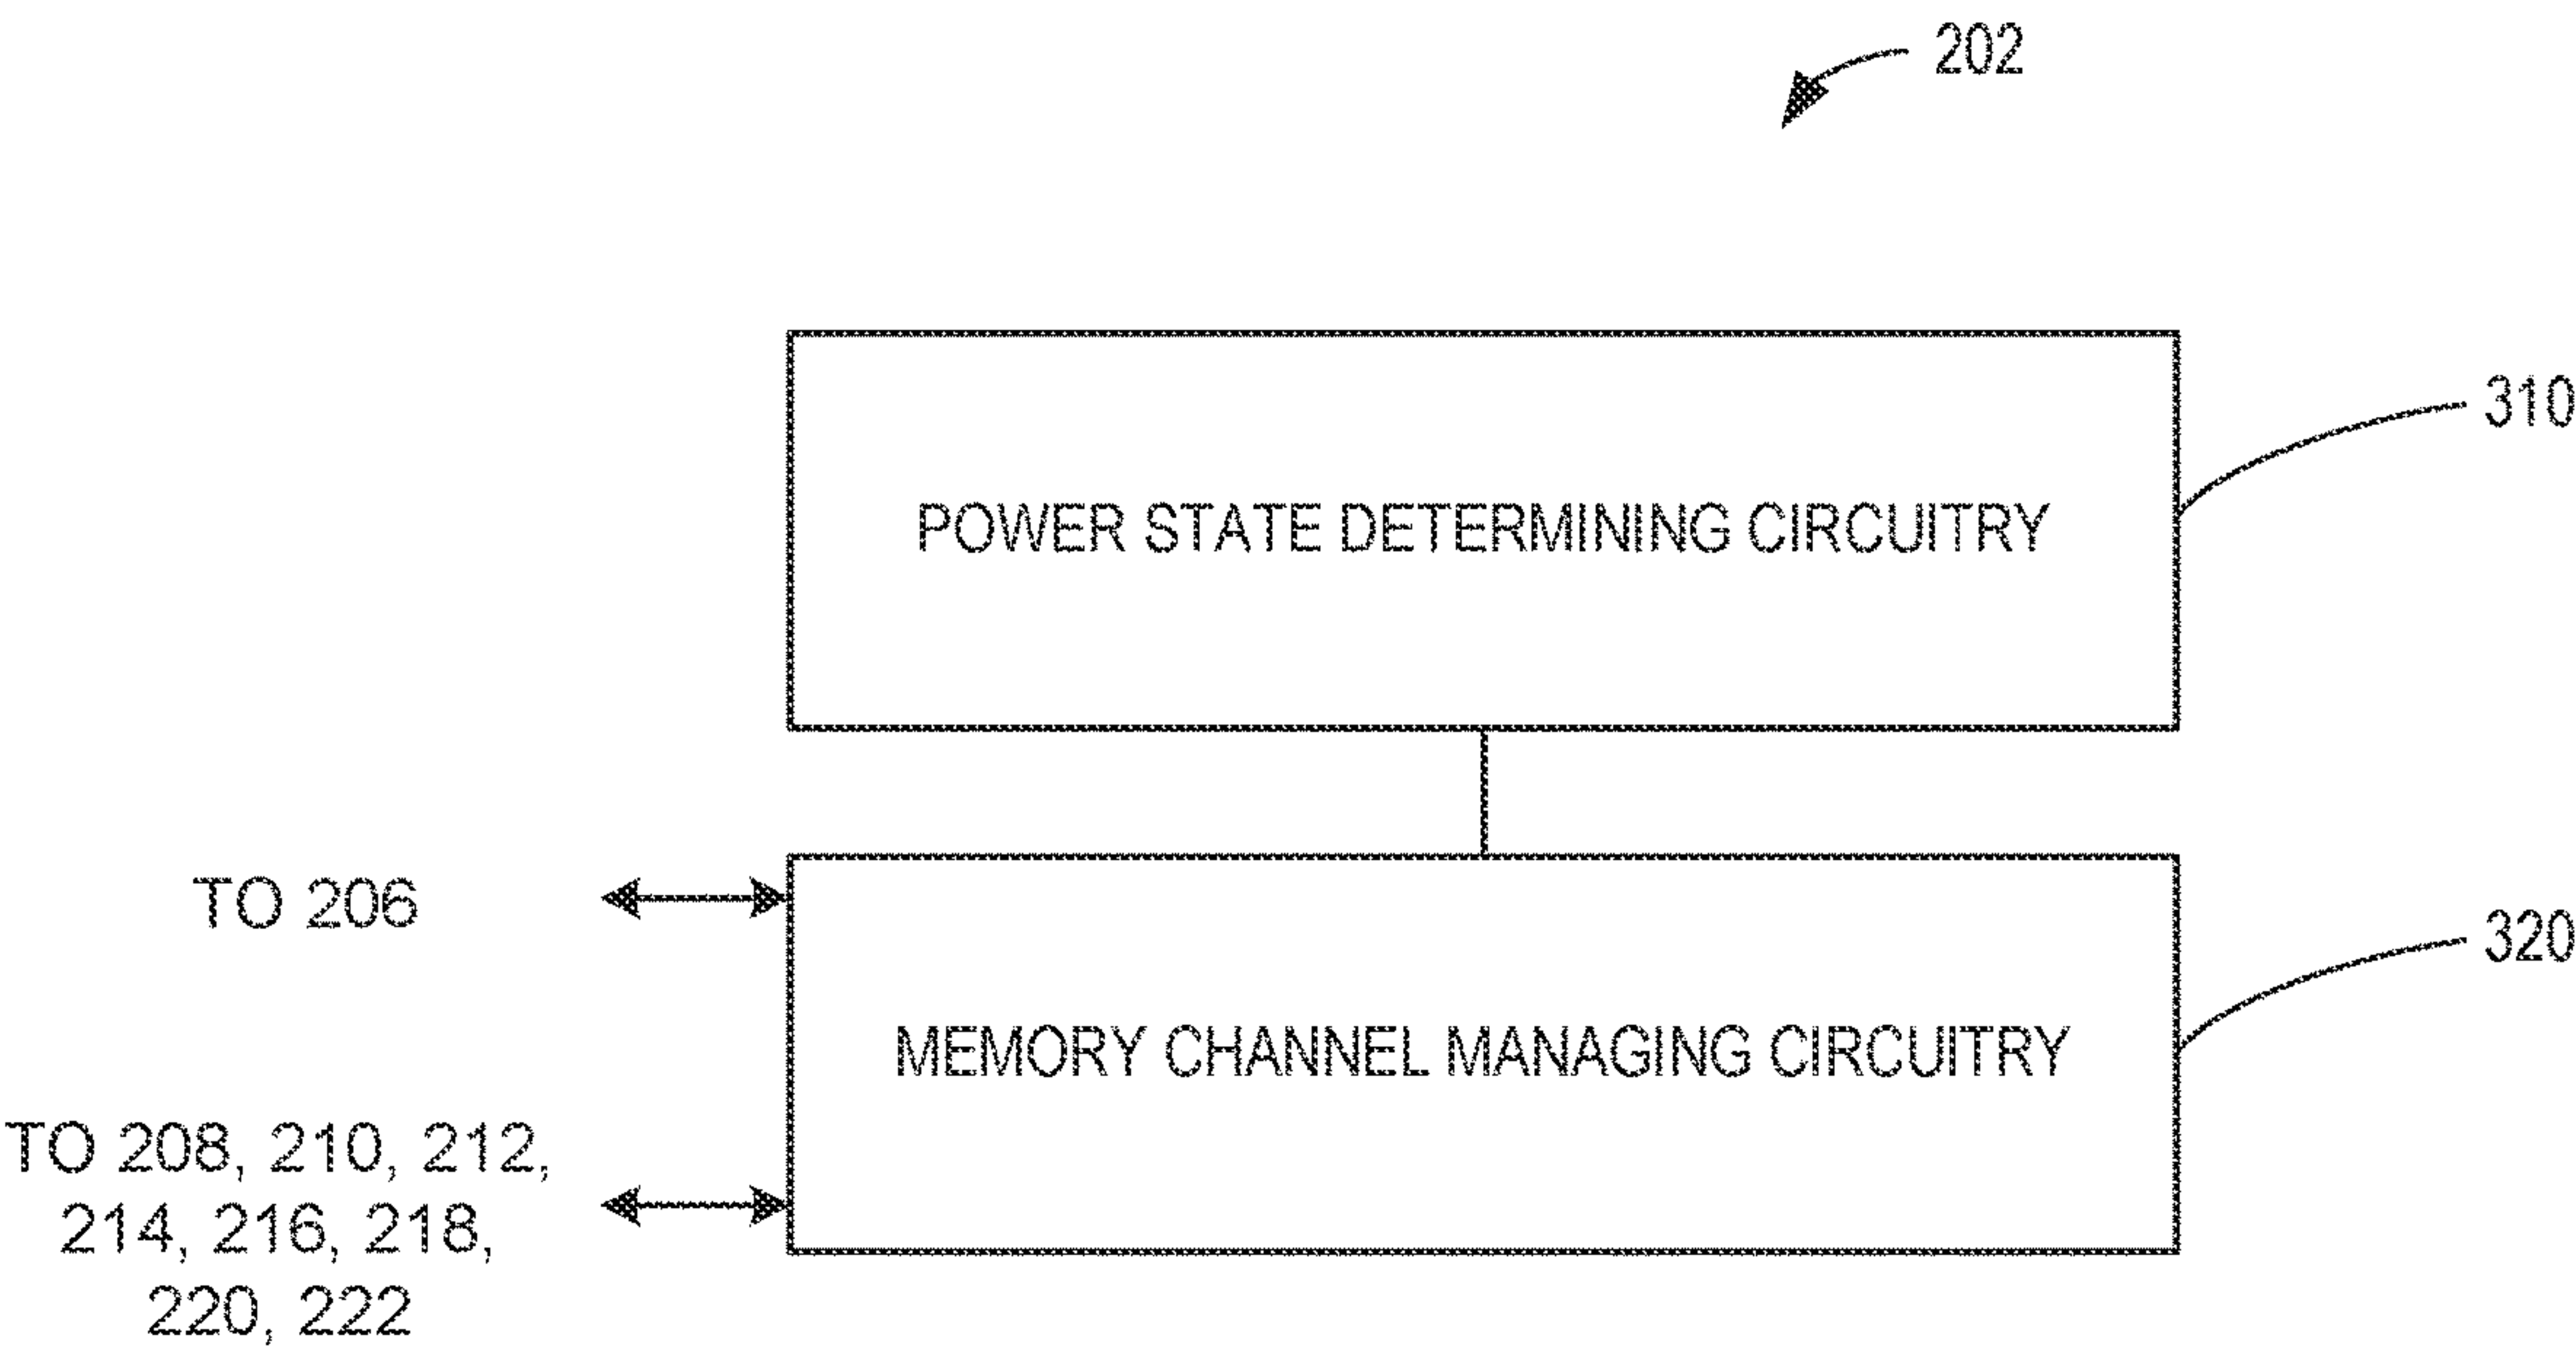 202
310
POWER STATE DETERMINING CIRCUITRY
TO 206
320
MEMORY CHANNEL MANAGING CIRCUITRY
TO 208, 210, 212,
214, 216, 218,
220, 222